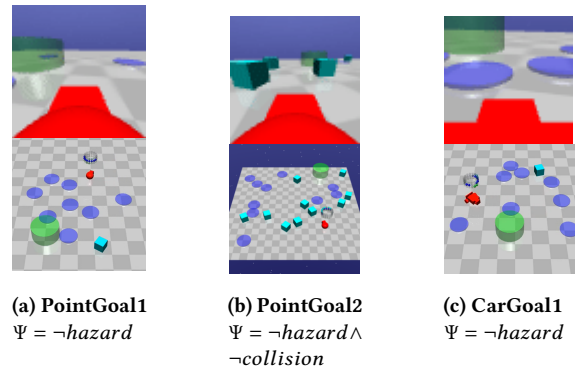 (a) PointGoal1
Ψ = ¬hazard
(b) PointGoal2
Ψ = ¬hazard∧
¬collision
(c) CarGoal1
Ψ = ¬hazard